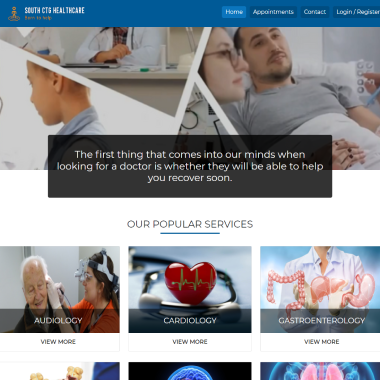 SOUTH CTG HEALTHCARE
Born to help
Home
Appointments
Contact
Login / Register
The first thing that comes into our minds when
looking for a doctor is whether they will be able to help
you recover soon.
OUR POPULAR SERVICES
AUDIOLOGY
CARDIOLOGY
GASTROENTEROLOGY
VIEW MORE
VIEW MORE
VIEW MORE